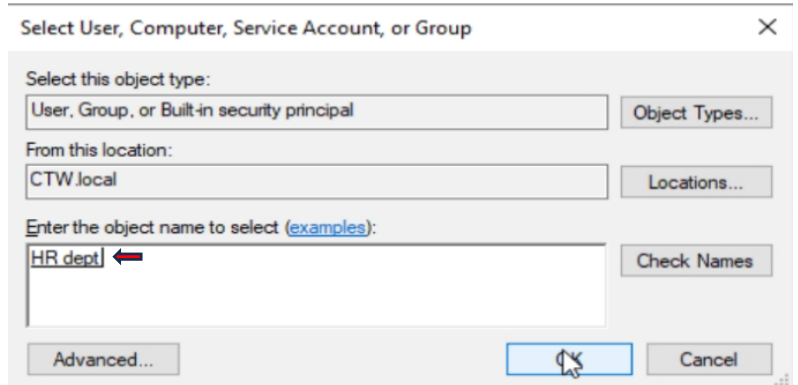 Select User, Computer, Service Account, or Group
Select this object type:
User, Group, or Built-in security principal
Object Types...
From this location:
CTW.local
Locations...
Enter the object name to select (examples):
HR dept
Check Names
Advanced...
OK
Cancel